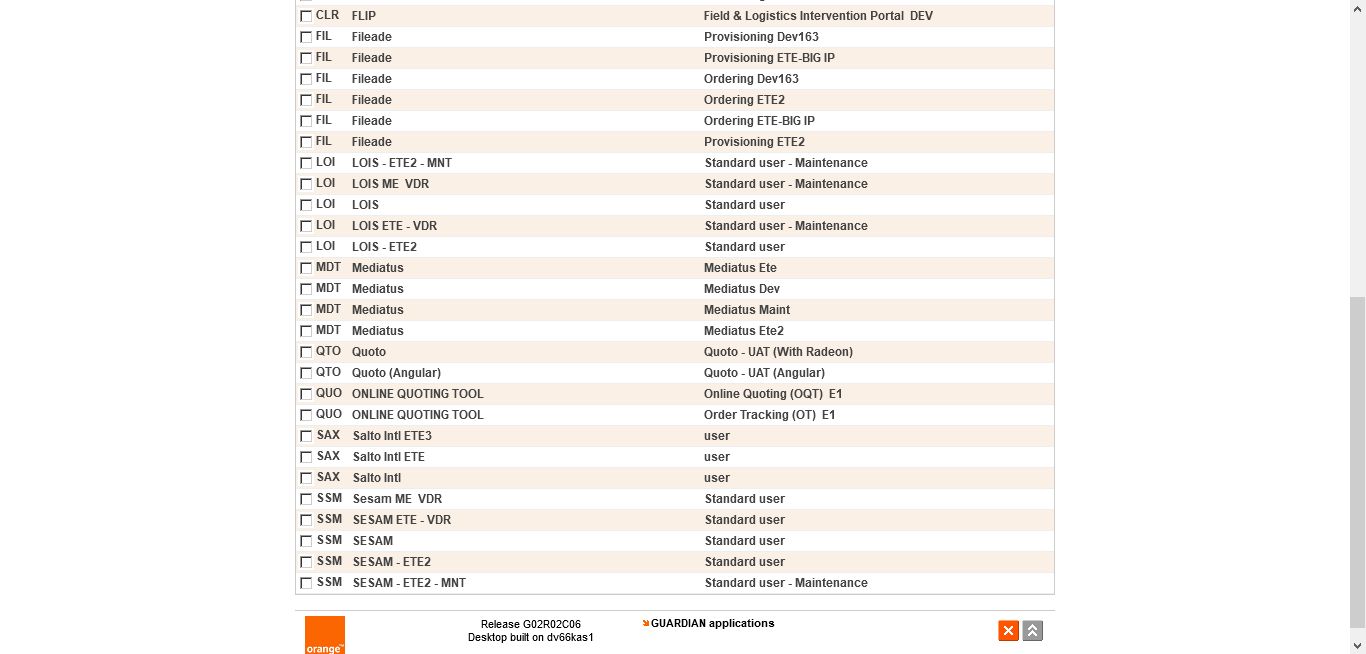 CLR FLIP Field & Logistics Intervention Portal  DEV
FIL Fileade Provisioning Dev163
FIL Fileade Provisioning ETE-BIG IP
FIL Fileade Ordering Dev163
FIL Fileade Ordering ETE2
FIL Fileade Ordering ETE-BIG IP
FIL Fileade Provisioning ETE2
LOI LOIS - ETE2 - MNT Standard user - Maintenance
LOI LOIS ME  VDR Standard user - Maintenance
LOI LOIS Standard user
LOI LOIS ETE - VDR Standard user - Maintenance
LOI LOIS - ETE2 Standard user
MDT Mediatus Mediatus Ete
MDT Mediatus Mediatus Dev
MDT Mediatus Mediatus Maint
MDT Mediatus Mediatus Ete2
QTO Quoto Quoto - UAT (With Radeon)
QTO Quoto (Angular) Quoto - UAT (Angular)
QUO ONLINE QUOTING TOOL Online Quoting (OQT)  E1
QUO ONLINE QUOTING TOOL Order Tracking (OT)  E1
SAX Salto Intl ETE3 user
SAX Salto Intl ETE user
SAX Salto Intl user
SSM Sesam ME  VDR Standard user
SSM SESAM ETE - VDR Standard user
SSM SESAM Standard user
SSM SESAM - ETE2 Standard user
SSM SESAM - ETE2 - MNT Standard user - Maintenance
Release G02R02C06 GUARDIAN applications
Desktop built on dv66kas1
orange™